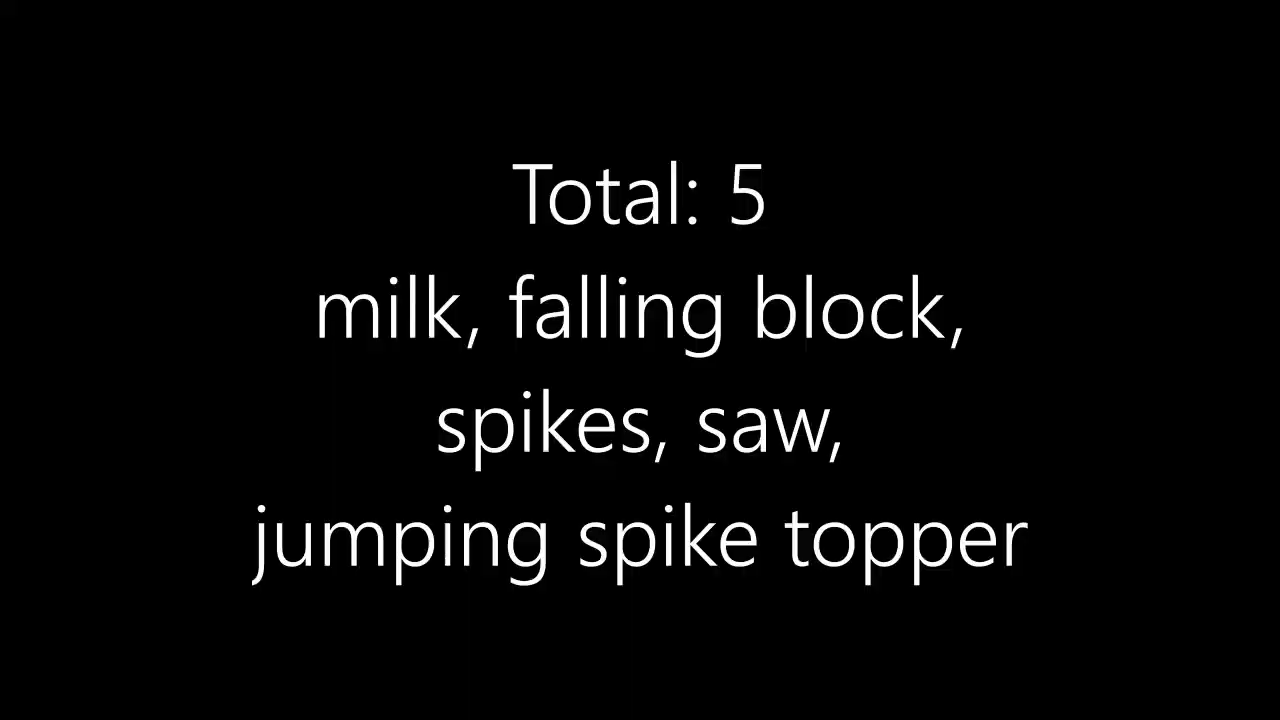 Total: 5
milk, falling block,
spikes, saw,
jumping spike topper